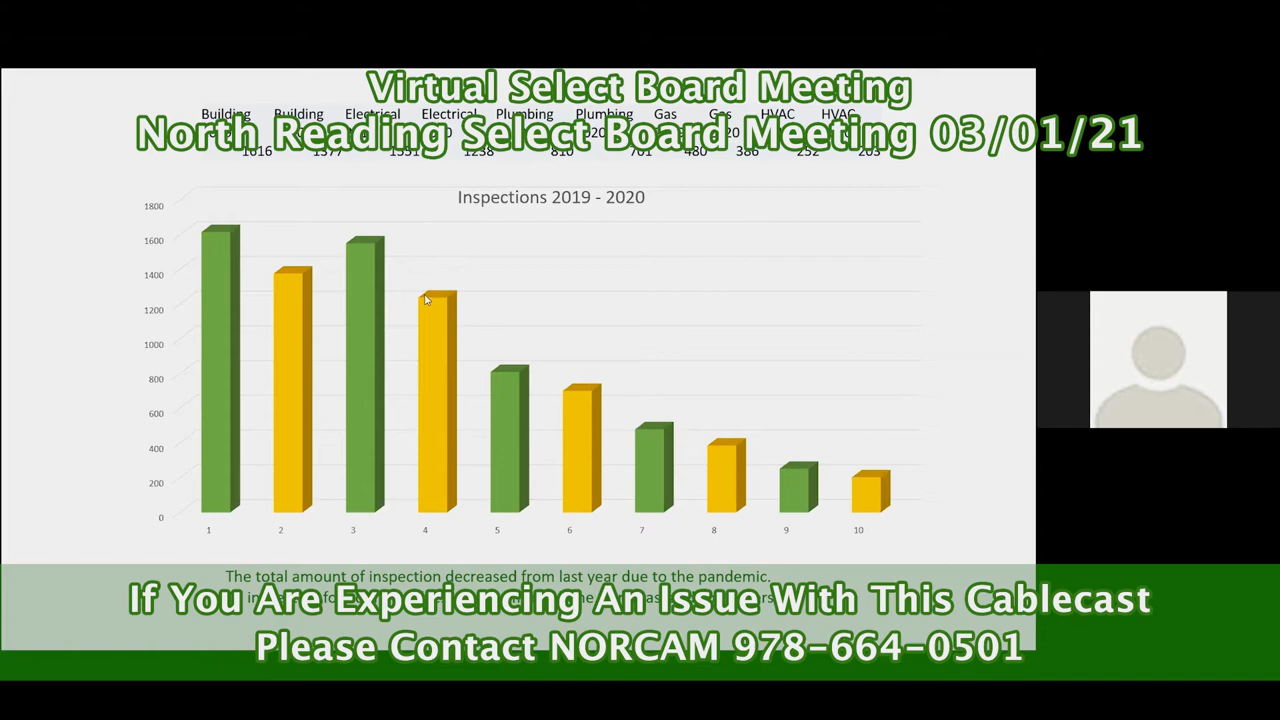 Virtual Select Board Meeting
Building Building Electrical Electrical Plumbing Plumbing Gas Gas HVAC HVAC
North Reading Select Board Meeting 03/01/21
1616 1377 1551 1238 810 701 480 386 252 203
Inspections 2019 - 2020
1800
1600
1400
1200
1000
800
600
400
200
0
1 2 3 4 5 6 7 8 9 10
The total amount of inspection decreased from last year due to the pandemic.
If You Are Experiencing An Issue With This Cablecast
Please Contact NORCAM 978-664-0501